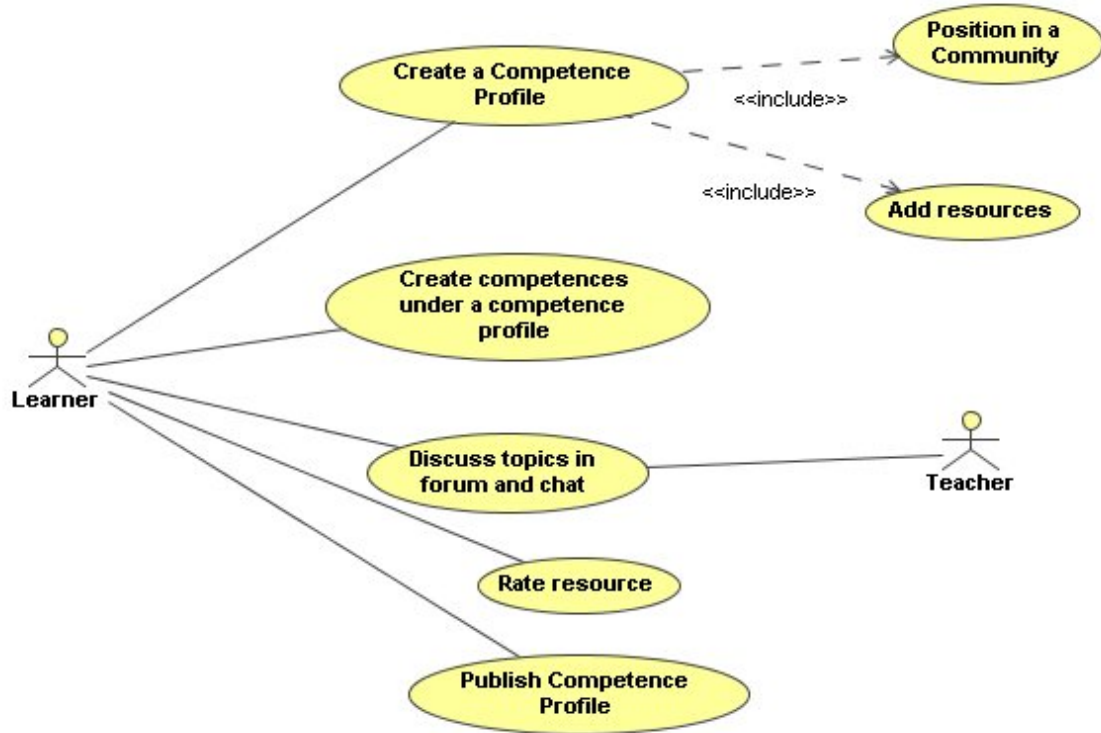 Position in a
Community
Create a Competence
Profile
<<include>>
<<include>>
Add resources
Create competences
under a competence
profile
Learner
Discuss topics in
forum and chat
Teacher
Rate resource
Publish Competence
Profile